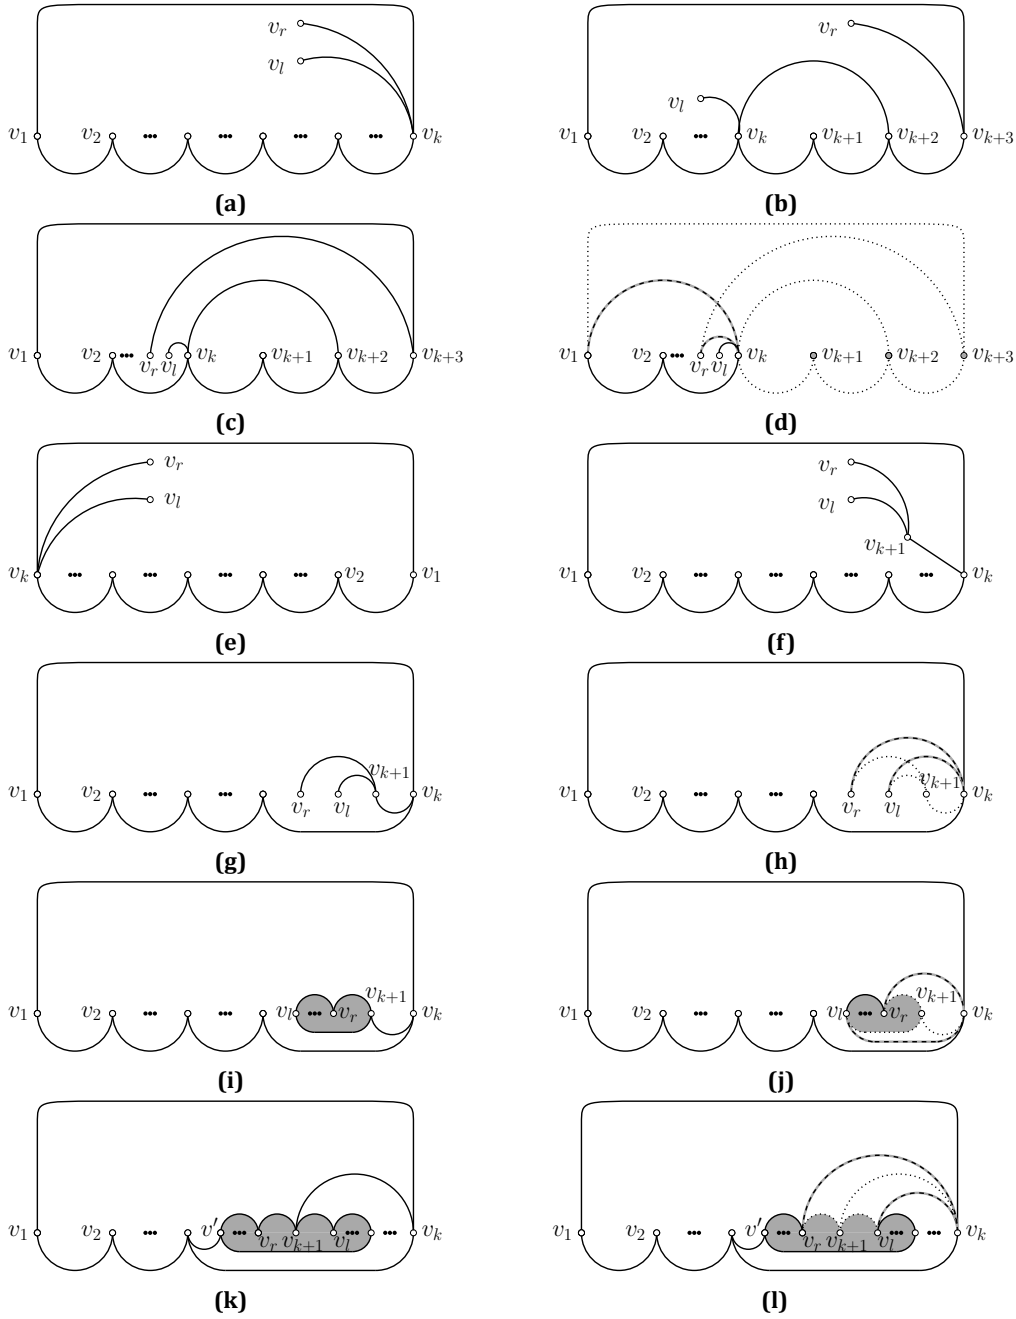 v_r v_r
v_l v_l
v_1 v_2 ••• ••• ••• ••• v_k v_1 v_2 ••• v_k v_{k+1} v_{k+2} v_{k+3}
(a) (b)
v_1 v_2 ••• v_r v_l v_k v_{k+1} v_{k+2} v_{k+3} v_1 v_2 ••• v_r v_l v_k v_{k+1} v_{k+2} v_{k+3}
(c) (d)
v_r v_r
v_l v_l
v_{k+1}
v_k ••• ••• ••• ••• v_2 v_1 v_1 v_2 ••• ••• ••• ••• v_k
(e) (f)
v_{k+1} v_{k+1}
v_1 v_2 ••• ••• v_r v_l v_k v_1 v_2 ••• ••• v_r v_l v_k
(g) (h)
v_{k+1} v_{k+1}
v_1 v_2 ••• ••• v_l ••• v_r v_k v_1 v_2 ••• ••• v_l ••• v_r v_k
(i) (j)
v_1 v_2 ••• v' ••• v_r v_{k+1} v_l ••• ••• v_k v_1 v_2 ••• v' ••• v_r v_{k+1} v_l ••• ••• v_k
(k) (l)